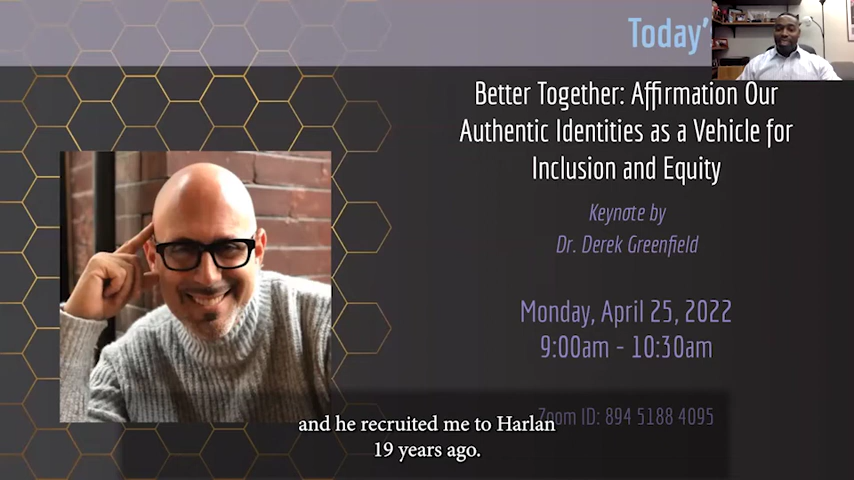 Today'
Better Together: Affirmation Our
Authentic Identities as a Vehicle for
Inclusion and Equity
Keynote by
Dr. Derek Greenfield
Monday, April 25, 2022
9:00am - 10:30am
Zoom ID: 894 5188 4095
and he recruited me to Harlan
19 years ago.